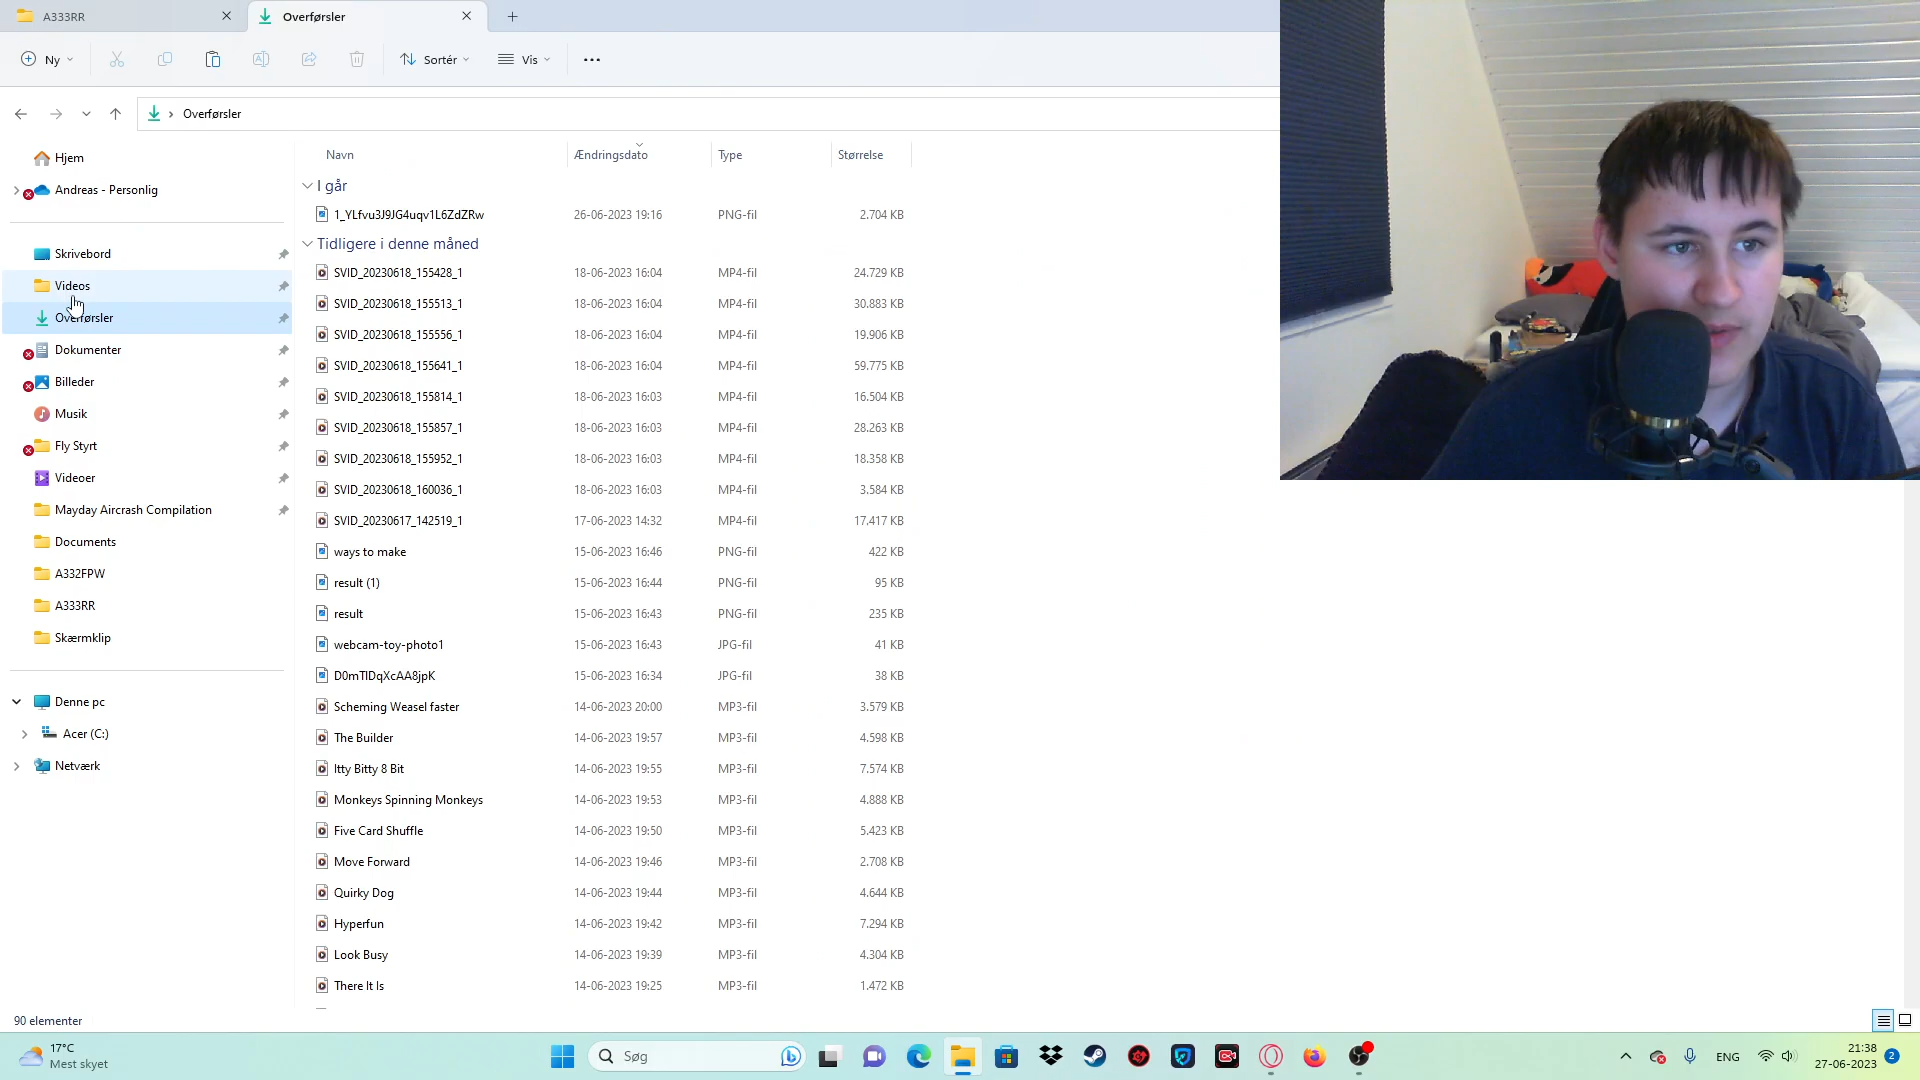 A333RR
Overførsler
Ny
Sortér
Vis
Overførsler
Hjem
Andreas - Personlig
Skrivebord
Videos
Overførsler
Dokumenter
Billeder
Musik
Fly Styrt
Videoer
Mayday Aircrash Compilation
Documents
A332FPW
A333RR
Skærmklip
Denne pc
Acer (C:)
Netværk
Navn Ændringsdato Type Størrelse
I går
1_YLfvu3J9JG4uqv1L6ZdZRw 26-06-2023 19:16 PNG-fil 2.704 KB
Tidligere i denne måned
SVID_20230618_155428_1 18-06-2023 16:04 MP4-fil 24.729 KB
SVID_20230618_155513_1 18-06-2023 16:04 MP4-fil 30.883 KB
SVID_20230618_155556_1 18-06-2023 16:04 MP4-fil 19.906 KB
SVID_20230618_155641_1 18-06-2023 16:04 MP4-fil 59.775 KB
SVID_20230618_155814_1 18-06-2023 16:03 MP4-fil 16.504 KB
SVID_20230618_155857_1 18-06-2023 16:03 MP4-fil 28.263 KB
SVID_20230618_155952_1 18-06-2023 16:03 MP4-fil 18.358 KB
SVID_20230618_160036_1 18-06-2023 16:03 MP4-fil 3.584 KB
SVID_20230617_142519_1 17-06-2023 14:32 MP4-fil 17.417 KB
ways to make 15-06-2023 16:46 PNG-fil 422 KB
result (1) 15-06-2023 16:44 PNG-fil 95 KB
result 15-06-2023 16:43 PNG-fil 235 KB
webcam-toy-photo1 15-06-2023 16:43 JPG-fil 41 KB
D0mTlDqXcAA8jpK 15-06-2023 16:34 JPG-fil 38 KB
Scheming Weasel faster 14-06-2023 20:00 MP3-fil 3.579 KB
The Builder 14-06-2023 19:57 MP3-fil 4.598 KB
Itty Bitty 8 Bit 14-06-2023 19:55 MP3-fil 7.574 KB
Monkeys Spinning Monkeys 14-06-2023 19:53 MP3-fil 4.888 KB
Five Card Shuffle 14-06-2023 19:50 MP3-fil 5.423 KB
Move Forward 14-06-2023 19:46 MP3-fil 2.708 KB
Quirky Dog 14-06-2023 19:44 MP3-fil 4.644 KB
Hyperfun 14-06-2023 19:42 MP3-fil 7.294 KB
Look Busy 14-06-2023 19:39 MP3-fil 4.304 KB
There It Is 14-06-2023 19:25 MP3-fil 1.472 KB
90 elementer
17°C
Mest skyet
Søg
ENG
21:38
27-06-2023
2